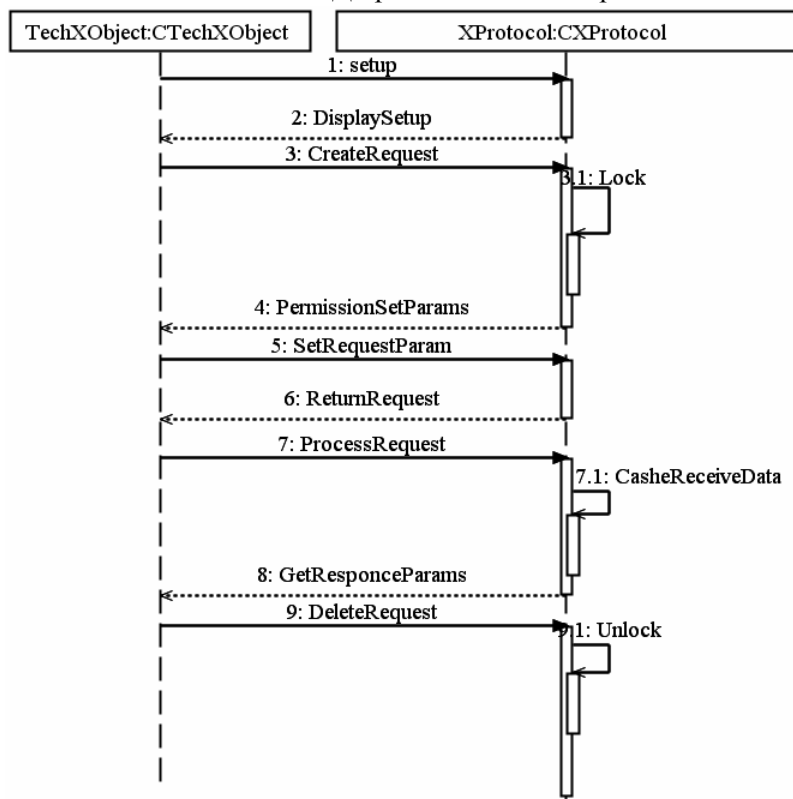 TechXObject:CTechXObject
XProtocol:CXProtocol
1: setup
2: DisplaySetup
3: CreateRequest
3.1: Lock
4: PermissionSetParams
5: SetRequestParam
6: ReturnRequest
7: ProcessRequest
7.1: CasheReceiveData
8: GetResponceParams
9: DeleteRequest
9.1: Unlock